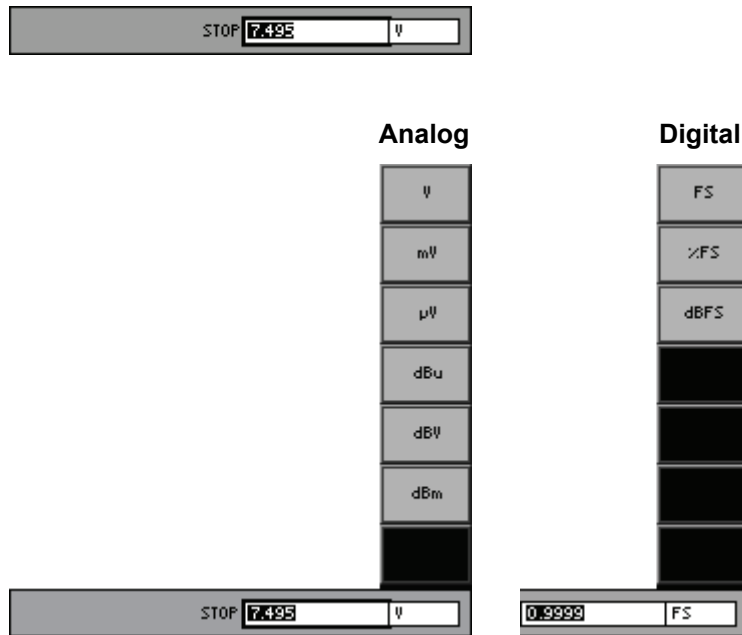 STOP 7.495 V
Analog Digital
V FS
mV %FS
µV dBFS
dBu
dBV
dBm
STOP 7.495 V 0.9999 FS